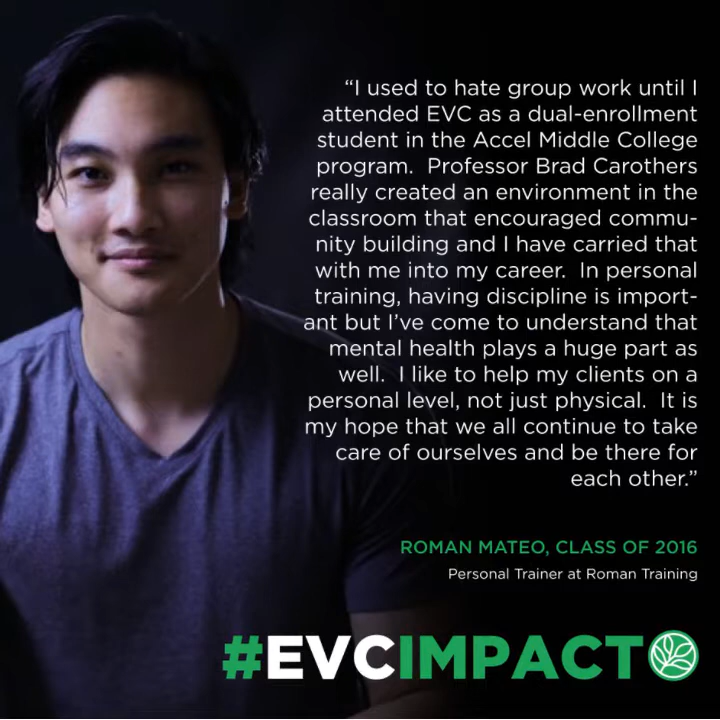 “I used to hate group work until I
attended EVC as a dual-enrollment
student in the Accel Middle College
program.  Professor Brad Carothers
really created an environment in the
classroom that encouraged commu-
nity building and I have carried that
with me into my career.  In personal
training, having discipline is import-
ant but I’ve come to understand that
mental health plays a huge part as
well.  I like to help my clients on a
personal level, not just physical.  It is
my hope that we all continue to take
care of ourselves and be there for
each other.”
ROMAN MATEO, CLASS OF 2016
Personal Trainer at Roman Training
#EVCIMPACT